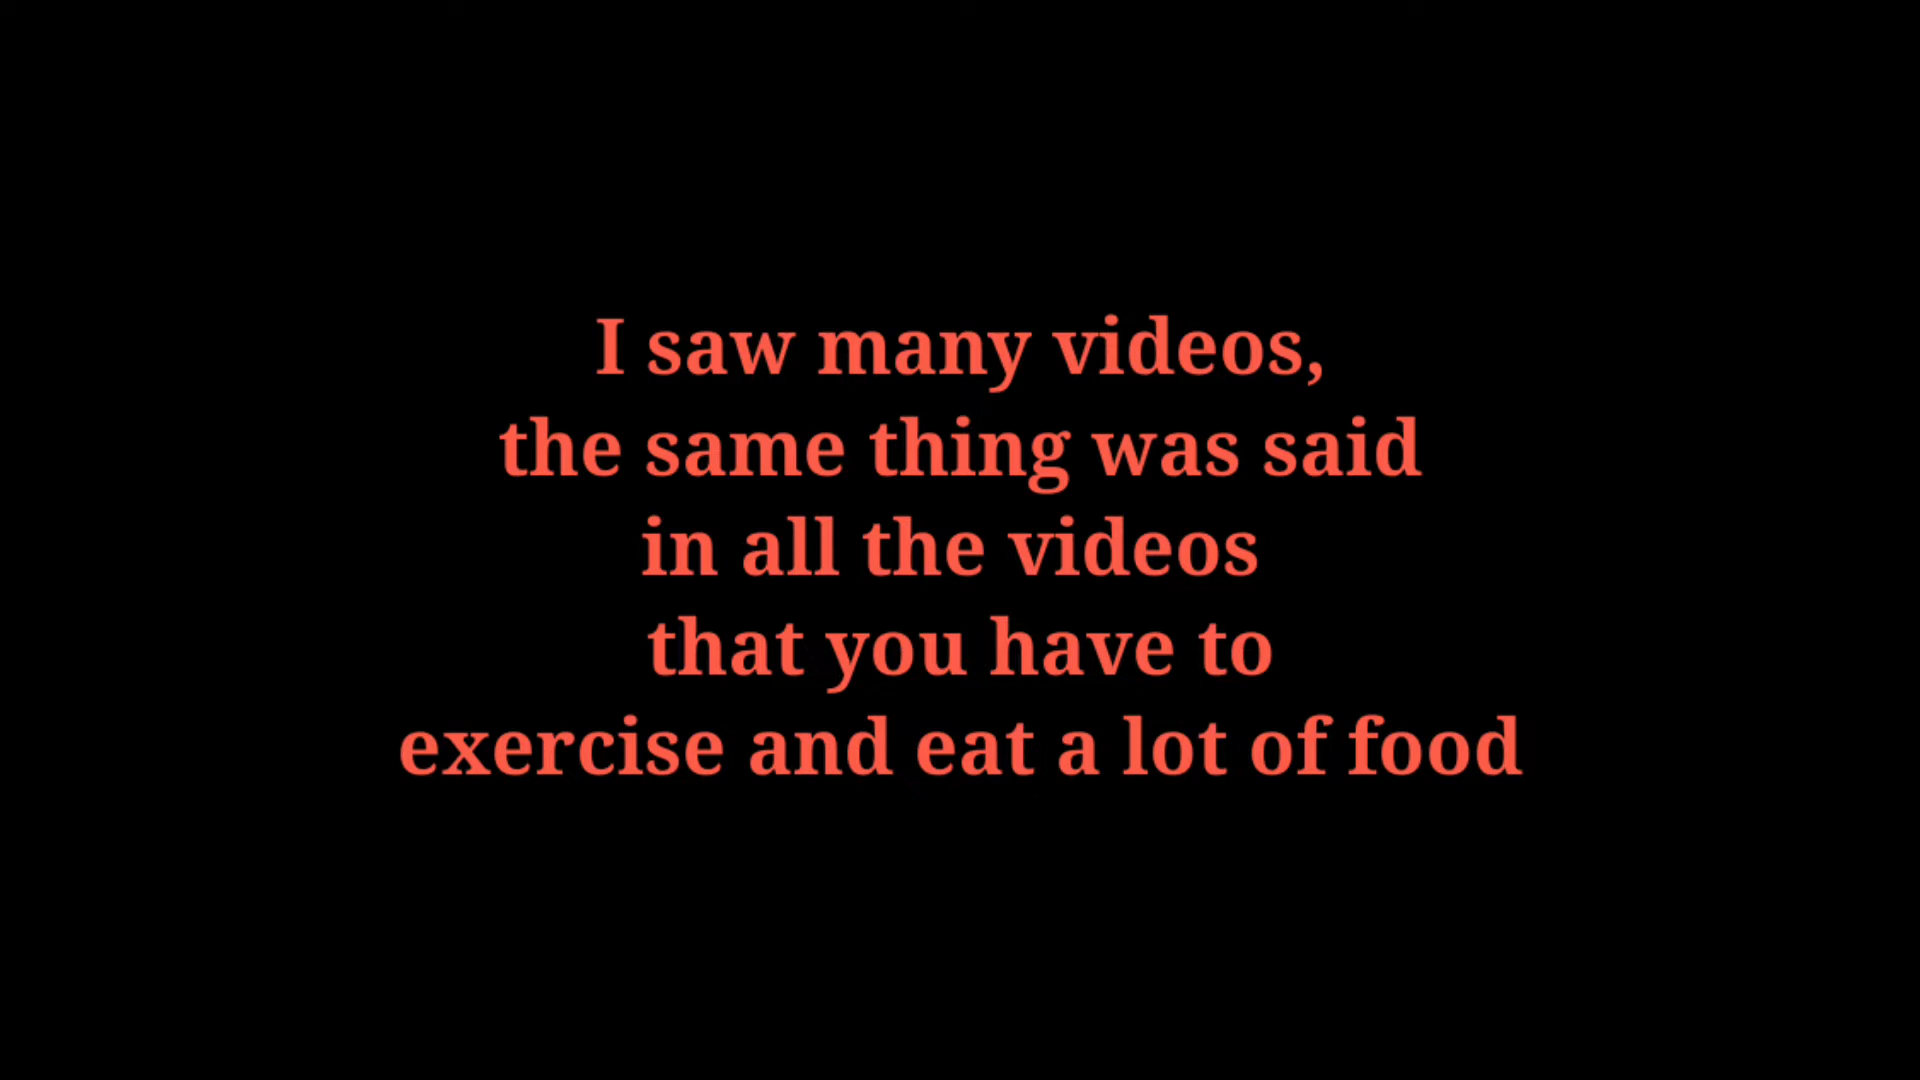 I saw many videos,
the same thing was said
in all the videos
that you have to
exercise and eat a lot of food